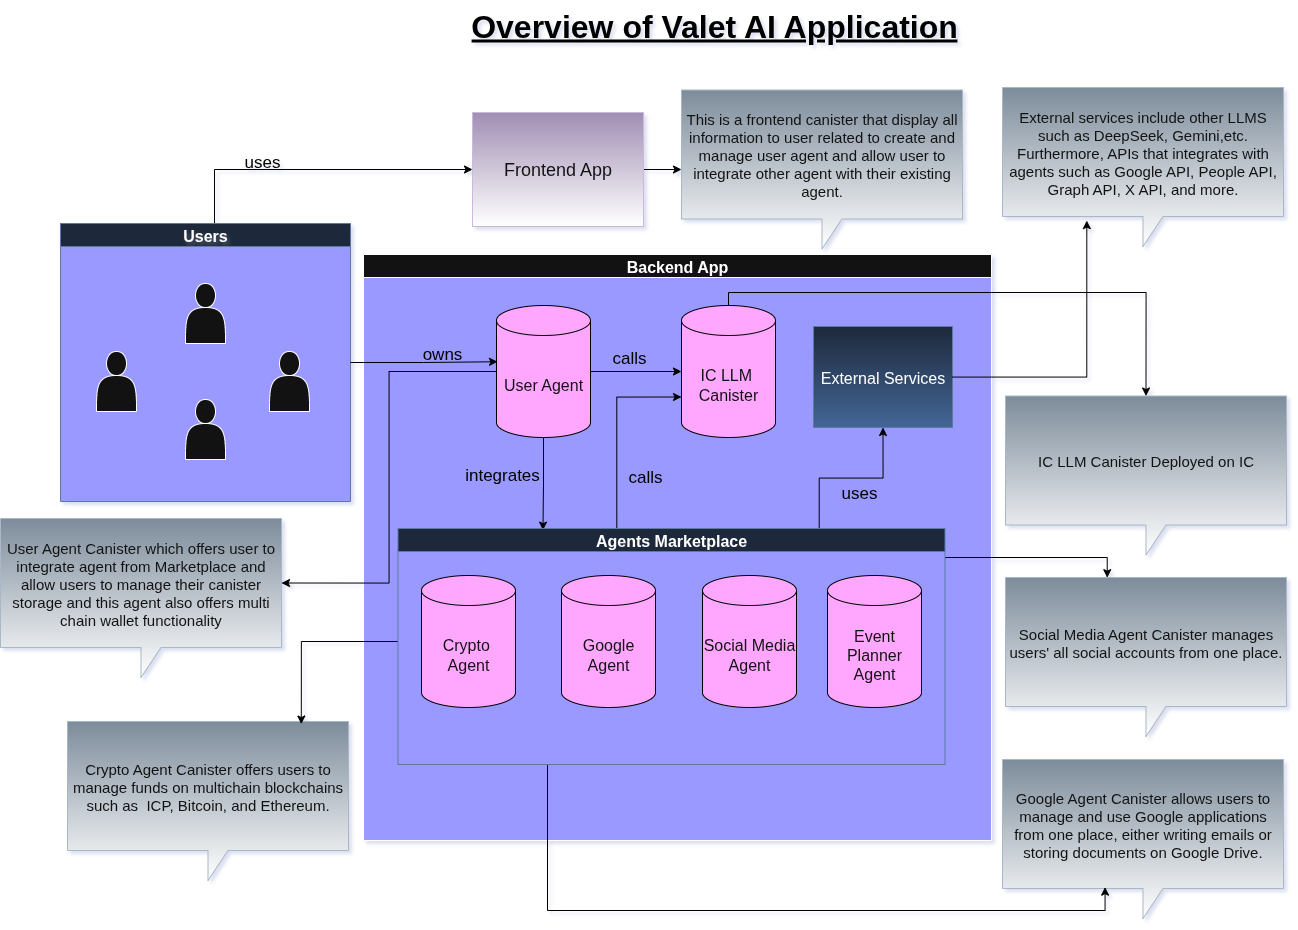 Overview of Valet AI Application
uses
Frontend App
This is a frontend canister that display all
information to user related to create and
manage user agent and allow user to
integrate other agent with their existing
agent.
External services include other LLMS
such as DeepSeek, Gemini,etc.
Furthermore, APIs that integrates with
agents such as Google API, People API,
Graph API, X API, and more.
Users
Backend App
owns
User Agent
calls
IC LLM
Canister
External Services
integrates
calls
uses
IC LLM Canister Deployed on IC
User Agent Canister which offers user to
integrate agent from Marketplace and
allow users to manage their canister
storage and this agent also offers multi
chain wallet functionality
Agents Marketplace
Crypto
Agent
Google
Agent
Social Media
Agent
Event
Planner
Agent
Social Media Agent Canister manages
users' all social accounts from one place.
Crypto Agent Canister offers users to
manage funds on multichain blockchains
such as  ICP, Bitcoin, and Ethereum.
Google Agent Canister allows users to
manage and use Google applications
from one place, either writing emails or
storing documents on Google Drive.